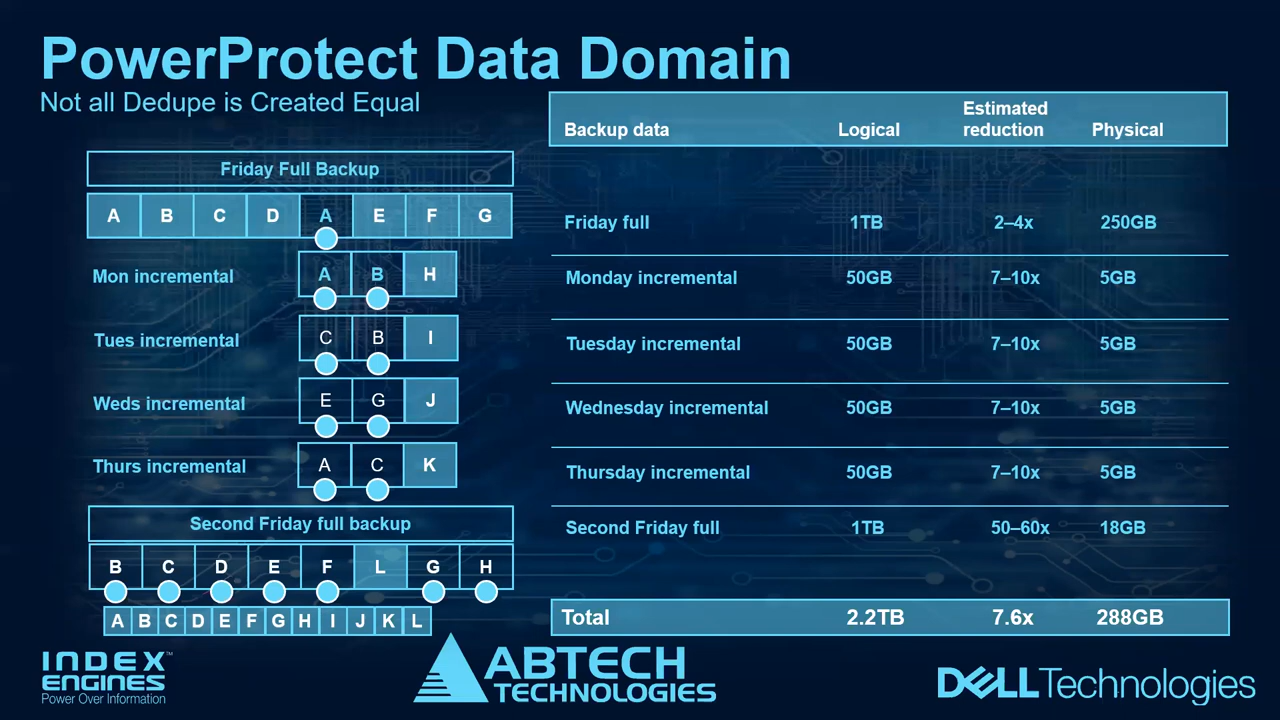 PowerProtect Data Domain
Not all Dedupe is Created Equal
Friday Full Backup
A B C D A E F G
Mon incremental A B H
Tues incremental C B I
Weds incremental E G J
Thurs incremental A C K
Second Friday full backup
B C D E F L G H
A B C D E F G H I J K L
Backup data Logical Estimated reduction Physical
Friday full 1TB 2–4x 250GB
Monday incremental 50GB 7–10x 5GB
Tuesday incremental 50GB 7–10x 5GB
Wednesday incremental 50GB 7–10x 5GB
Thursday incremental 50GB 7–10x 5GB
Second Friday full 1TB 50–60x 18GB
Total 2.2TB 7.6x 288GB
INDEX ENGINES™
Power Over Information
ABTECH
TECHNOLOGIES
DELLTechnologies